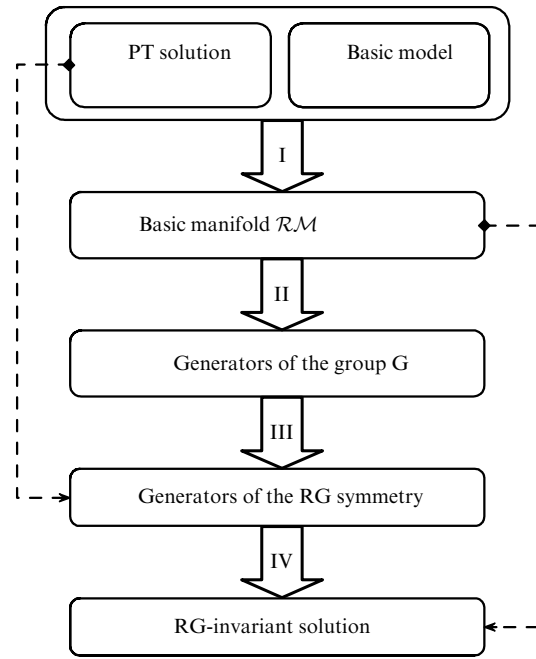 PT solution
Basic model
I
Basic manifold ℛℳ
II
Generators of the group G
III
Generators of the RG symmetry
IV
RG-invariant solution